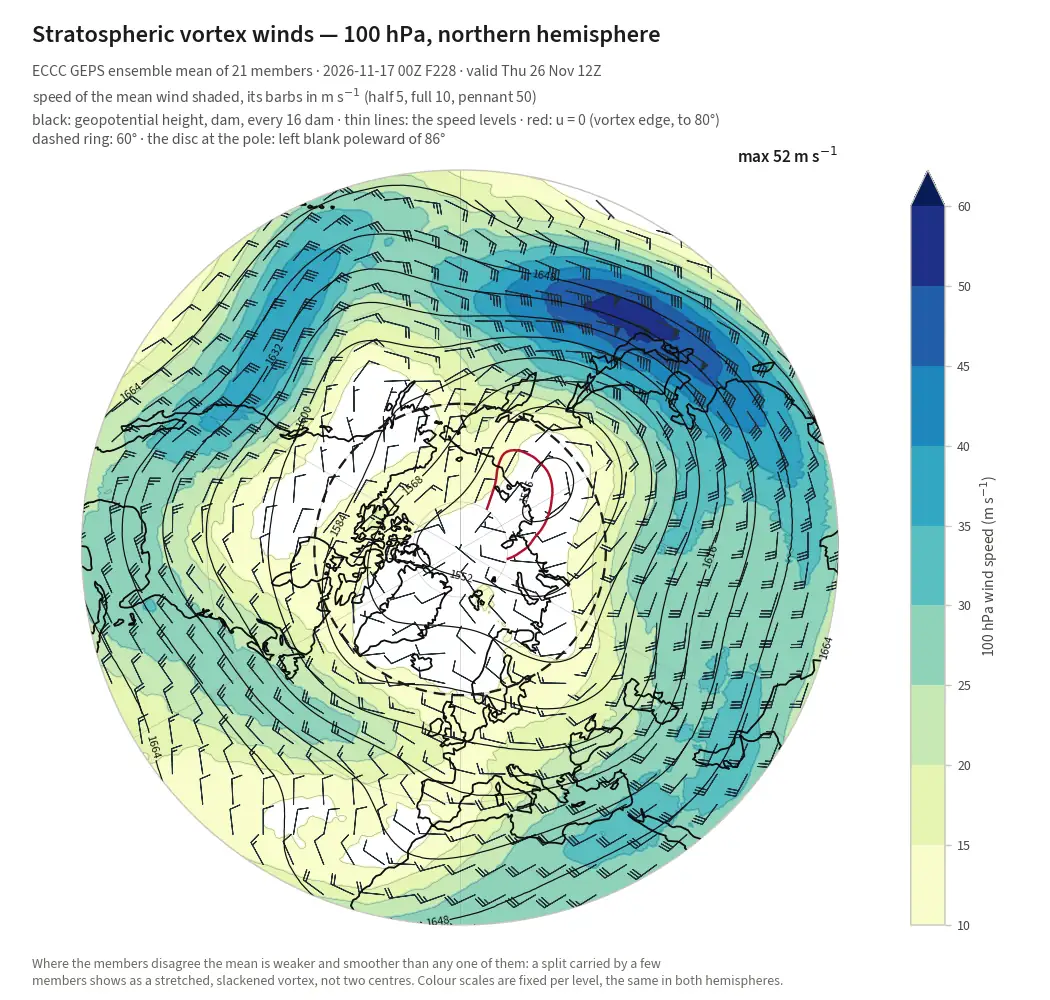 Stratospheric vortex winds — 100 hPa, northern hemisphere
ECCC GEPS ensemble mean of 21 members · 2026-11-17 00Z F228 · valid Thu 26 Nov 12Z
speed of the mean wind shaded, its barbs in m s⁻¹ (half 5, full 10, pennant 50)
black: geopotential height, dam, every 16 dam · thin lines: the speed levels · red: u = 0 (vortex edge, to 80°)
dashed ring: 60° · the disc at the pole: left blank poleward of 86°
max 52 m s⁻¹
60
50
45
40
35
30
25
20
15
10
100 hPa wind speed (m s⁻¹)
1648
1632
1664
1600
1568
1584
1552
1616
1664
1664
1648
Where the members disagree the mean is weaker and smoother than any one of them: a split carried by a few
members shows as a stretched, slackened vortex, not two centres. Colour scales are fixed per level, the same in both hemispheres.